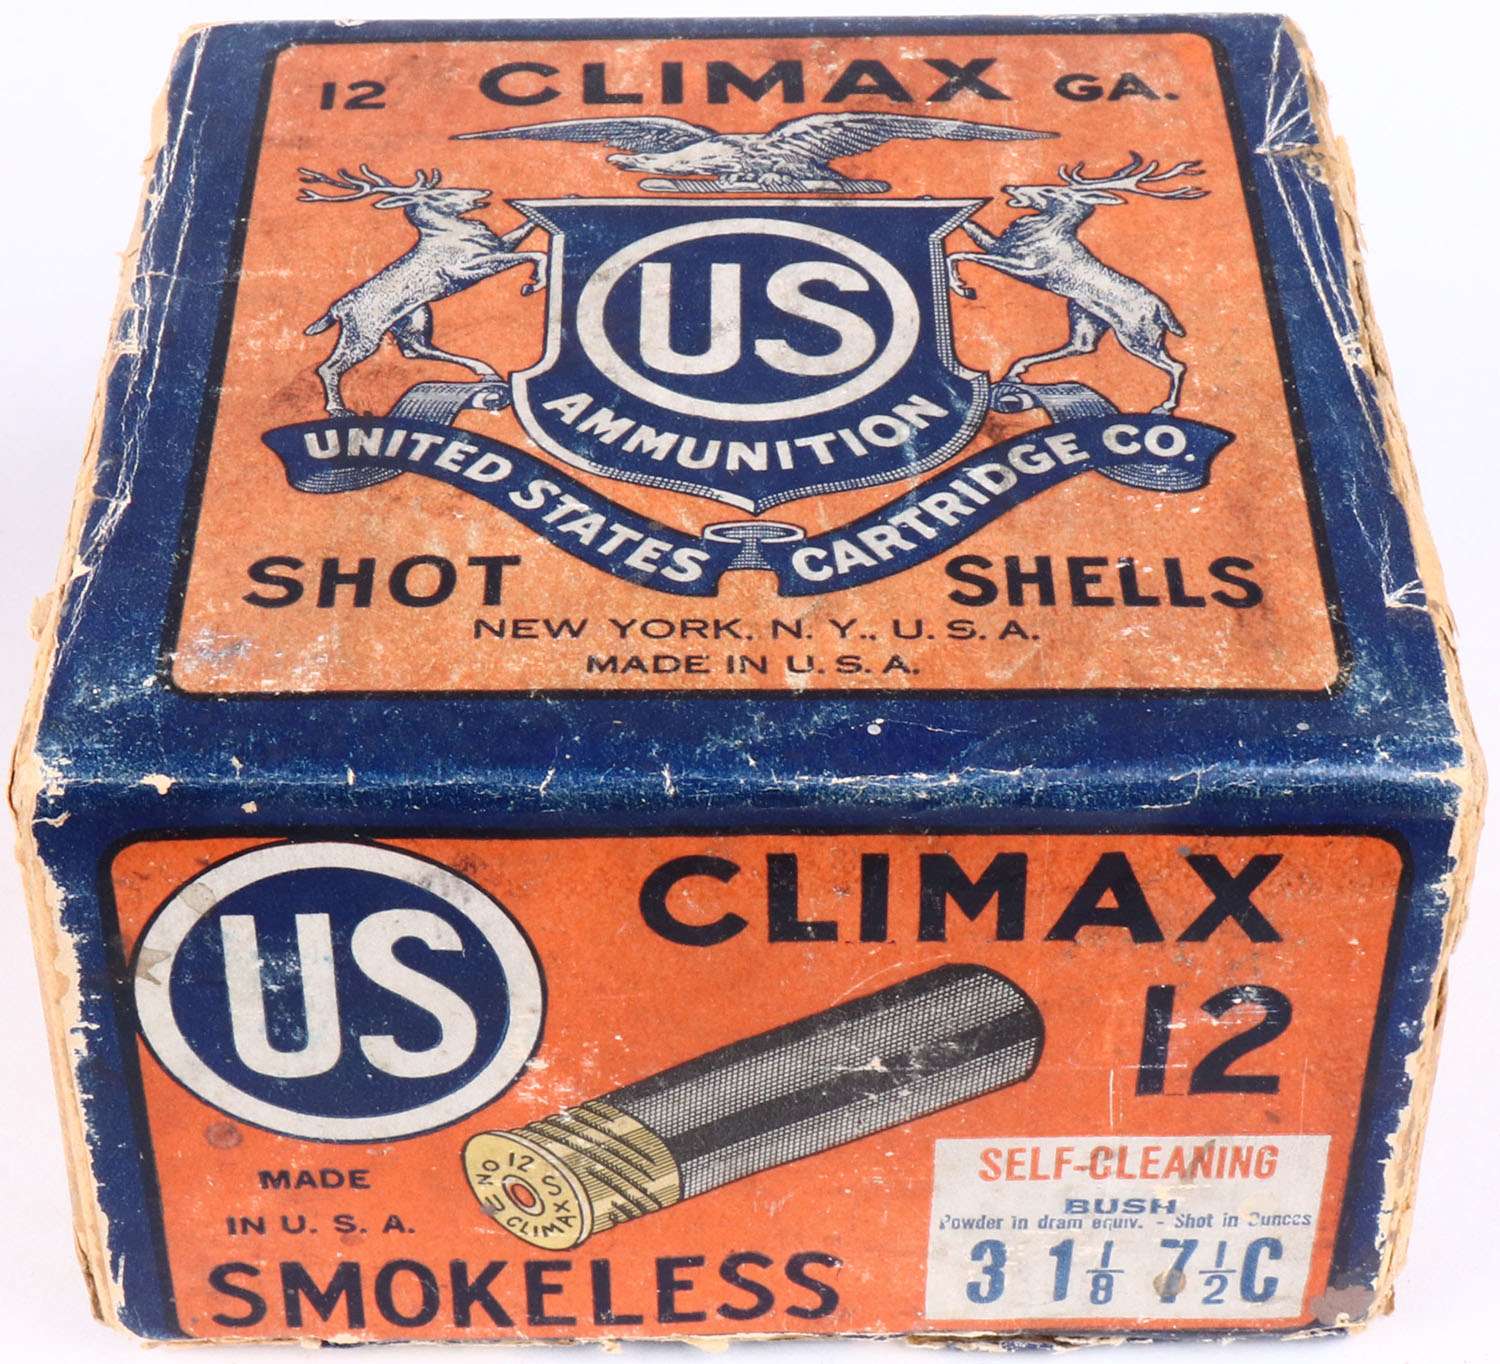 12 CLIMAX GA.
US
AMMUNITION
UNITED STATES CARTRIDGE CO.
SHOT SHELLS
NEW YORK, N. Y., U. S. A.
MADE IN U. S. A.
US
CLIMAX
12
NO 12 US
CLIMAX
MADE
IN U. S. A.
SMOKELESS
SELF-CLEANING
BUSH
Powder in dram equiv. - Shot in Ounces
3 1 1/8 7 1/2 C